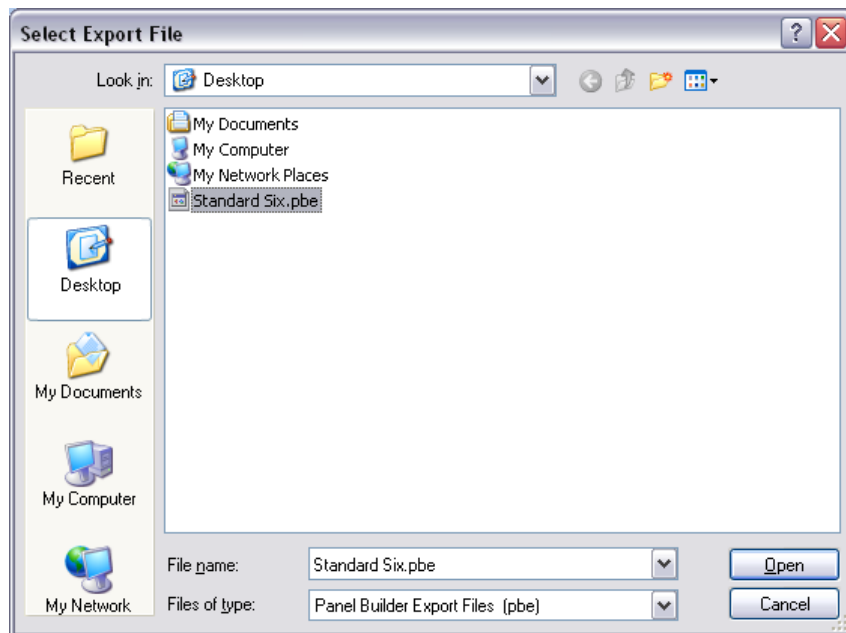 Select Export File
Look in: Desktop
My Documents
My Computer
My Network Places
Standard Six.pbe
Recent
Desktop
My Documents
My Computer
My Network
File name: Standard Six.pbe Open
Files of type: Panel Builder Export Files (pbe) Cancel